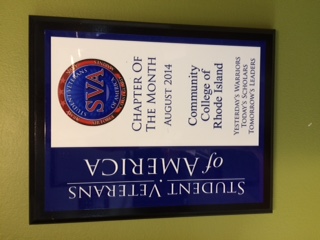 STUDENT VETERANS
of AMERICA
SVA
CHAPTER OF
THE MONTH
AUGUST 2014
Community
College of
Rhode Island
YESTERDAY'S WARRIORS
TODAY'S SCHOLARS
TOMORROW'S LEADERS